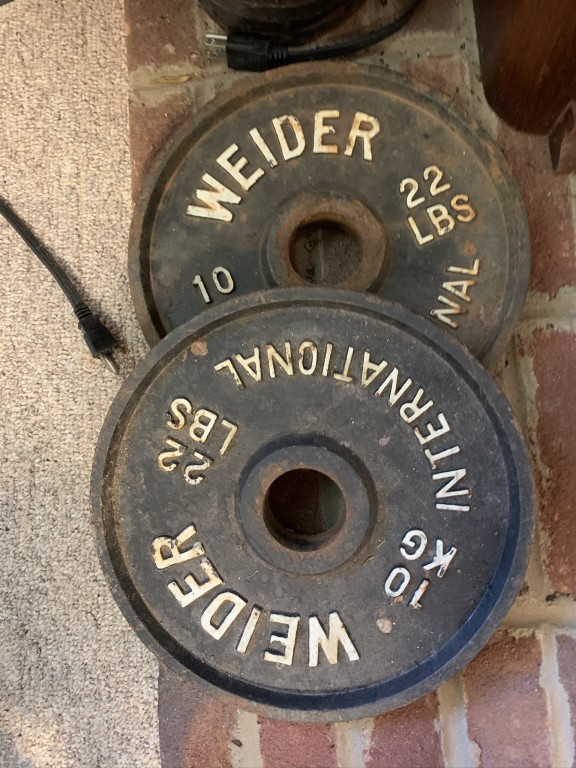 WEIDER
22
LBS
10
NAL
INTERNATIONAL
22
LBS
10
KG
WEIDER